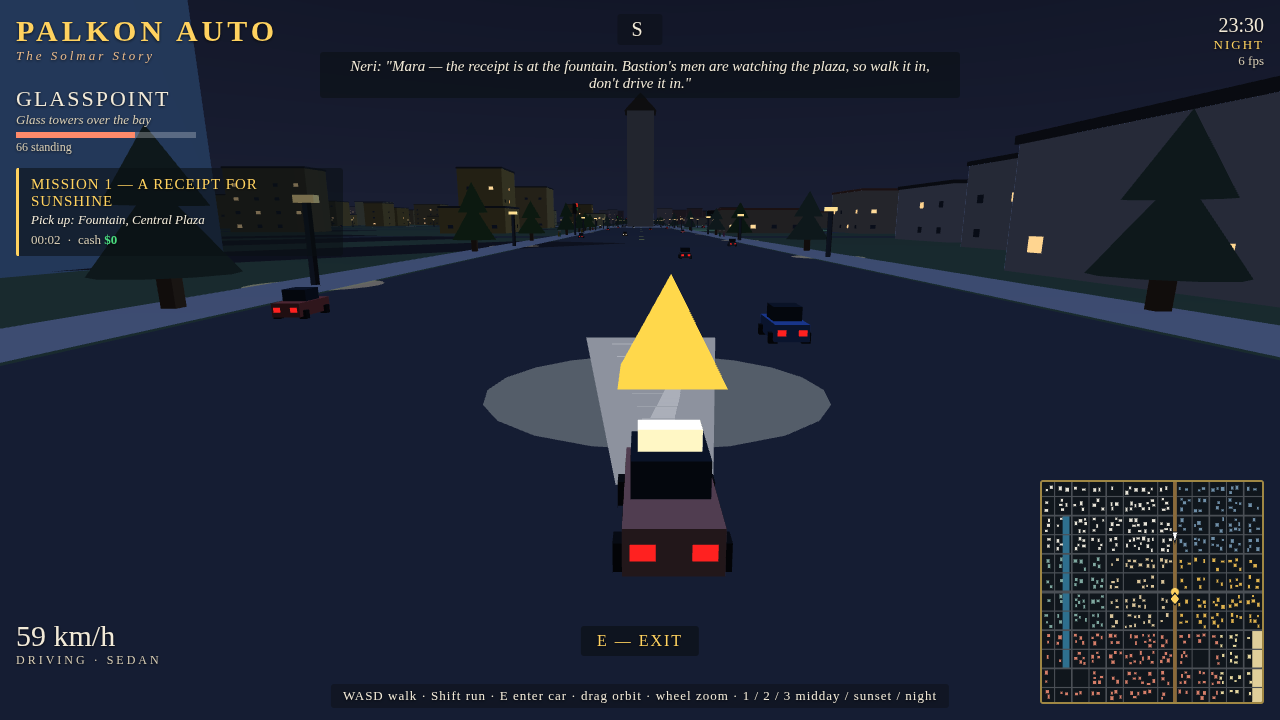 PALKON AUTO
The Solmar Story
S
Neri: "Mara — the receipt is at the fountain. Bastion's men are watching the plaza, so walk it in,
don't drive it in."
23:30
NIGHT
6 fps
GLASSPOINT
Glass towers over the bay
66 standing
MISSION 1 — A RECEIPT FOR
SUNSHINE
Pick up: Fountain, Central Plaza
00:02 · cash $0
59 km/h
DRIVING · SEDAN
E — EXIT
WASD walk · Shift run · E enter car · drag orbit · wheel zoom · 1 / 2 / 3 midday / sunset / night